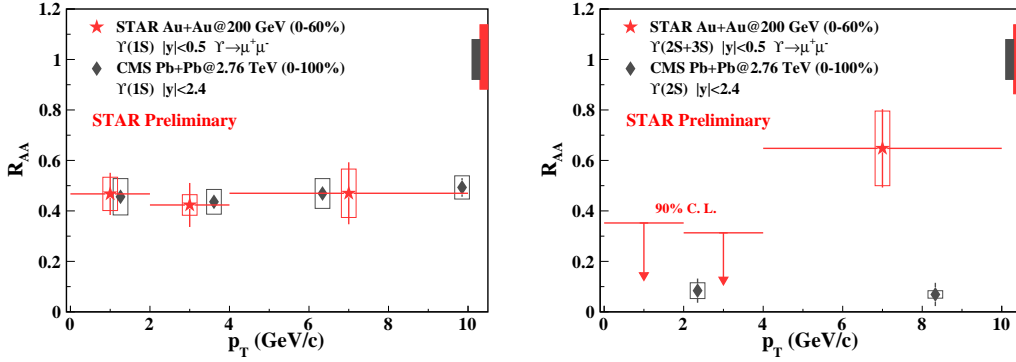 1.2
1
0.8
0.6
0.4
0.2
0
R_AA
STAR Au+Au@200 GeV (0-60%)
ϒ(1S) |y|<0.5 ϒ→μ⁺μ⁻
CMS Pb+Pb@2.76 TeV (0-100%)
ϒ(1S) |y|<2.4
STAR Preliminary
0 2 4 6 8 10
p_T (GeV/c)
1.2
1
0.8
0.6
0.4
0.2
0
R_AA
STAR Au+Au@200 GeV (0-60%)
ϒ(2S+3S) |y|<0.5 ϒ→μ⁺μ⁻
CMS Pb+Pb@2.76 TeV (0-100%)
ϒ(2S) |y|<2.4
STAR Preliminary
90% C. L.
0 2 4 6 8 10
p_T (GeV/c)